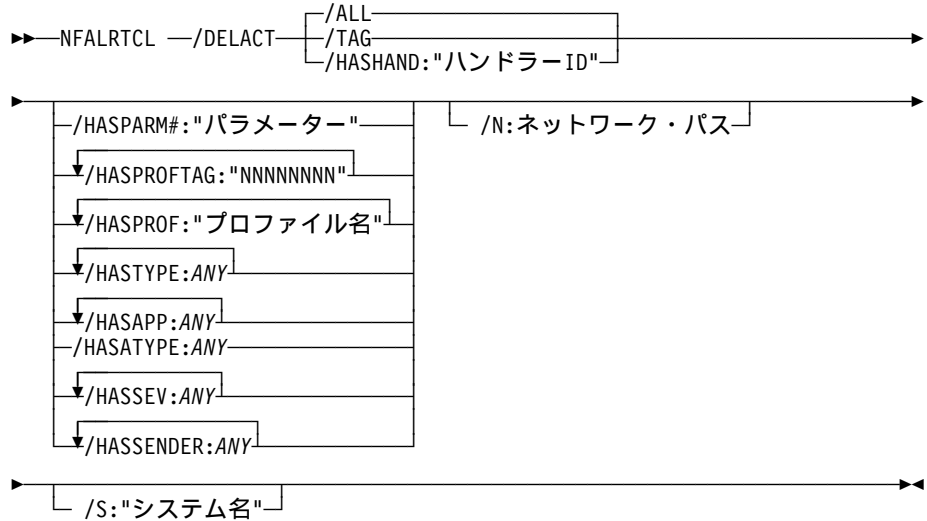 /ALL
NFALRTCL /DELACT /TAG
/HASHAND:"ハンドラーID"
/HASPARM#:"パラメーター" /N:ネットワーク・パス
/HASPROFTAG:"NNNNNNNN"
/HASPROF:"プロファイル名"
/HASTYPE:ANY
/HASAPP:ANY
/HASATYPE:ANY
/HASSEV:ANY
/HASSENDER:ANY
/S:"システム名"